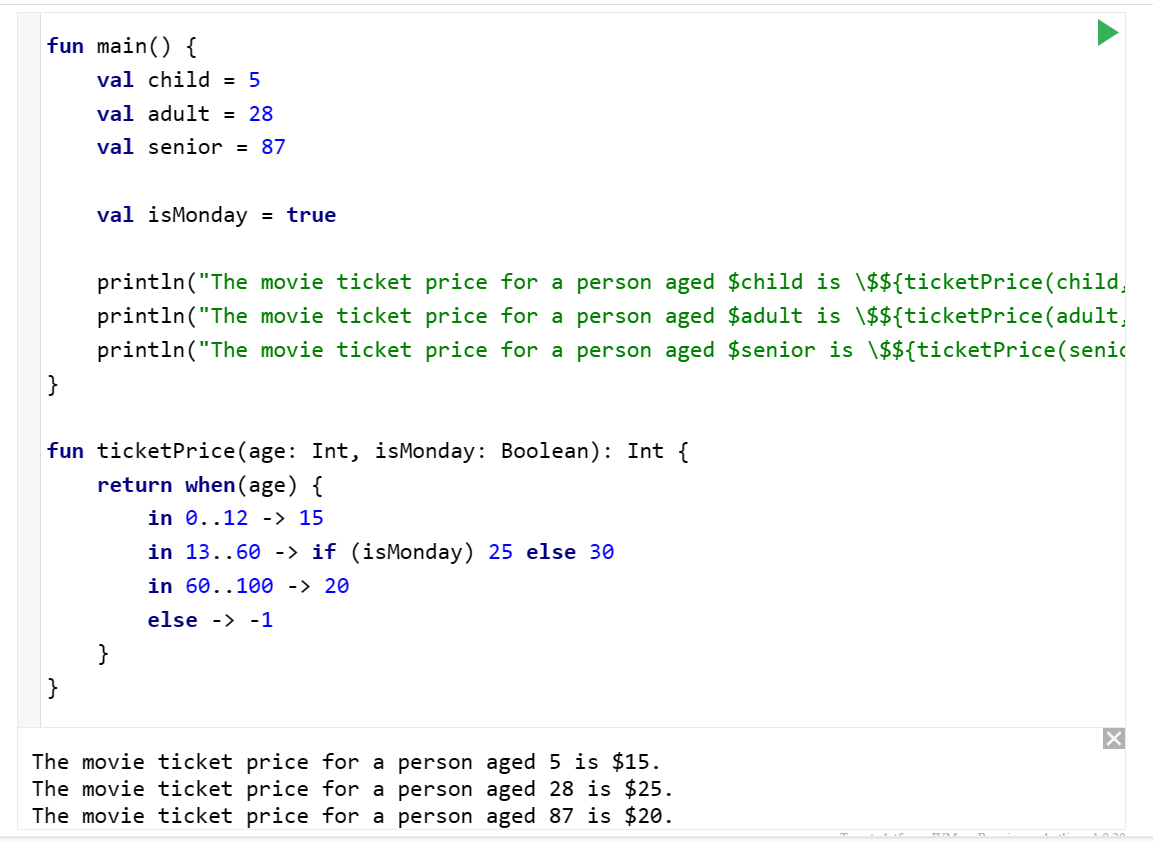 fun main() {
    val child = 5
    val adult = 28
    val senior = 87

    val isMonday = true

    println("The movie ticket price for a person aged $child is \$${ticketPrice(child,
    println("The movie ticket price for a person aged $adult is \$${ticketPrice(adult,
    println("The movie ticket price for a person aged $senior is \$${ticketPrice(senio
}

fun ticketPrice(age: Int, isMonday: Boolean): Int {
    return when(age) {
        in 0..12 -> 15
        in 13..60 -> if (isMonday) 25 else 30
        in 60..100 -> 20
        else -> -1
    }
}

The movie ticket price for a person aged 5 is $15.
The movie ticket price for a person aged 28 is $25.
The movie ticket price for a person aged 87 is $20.